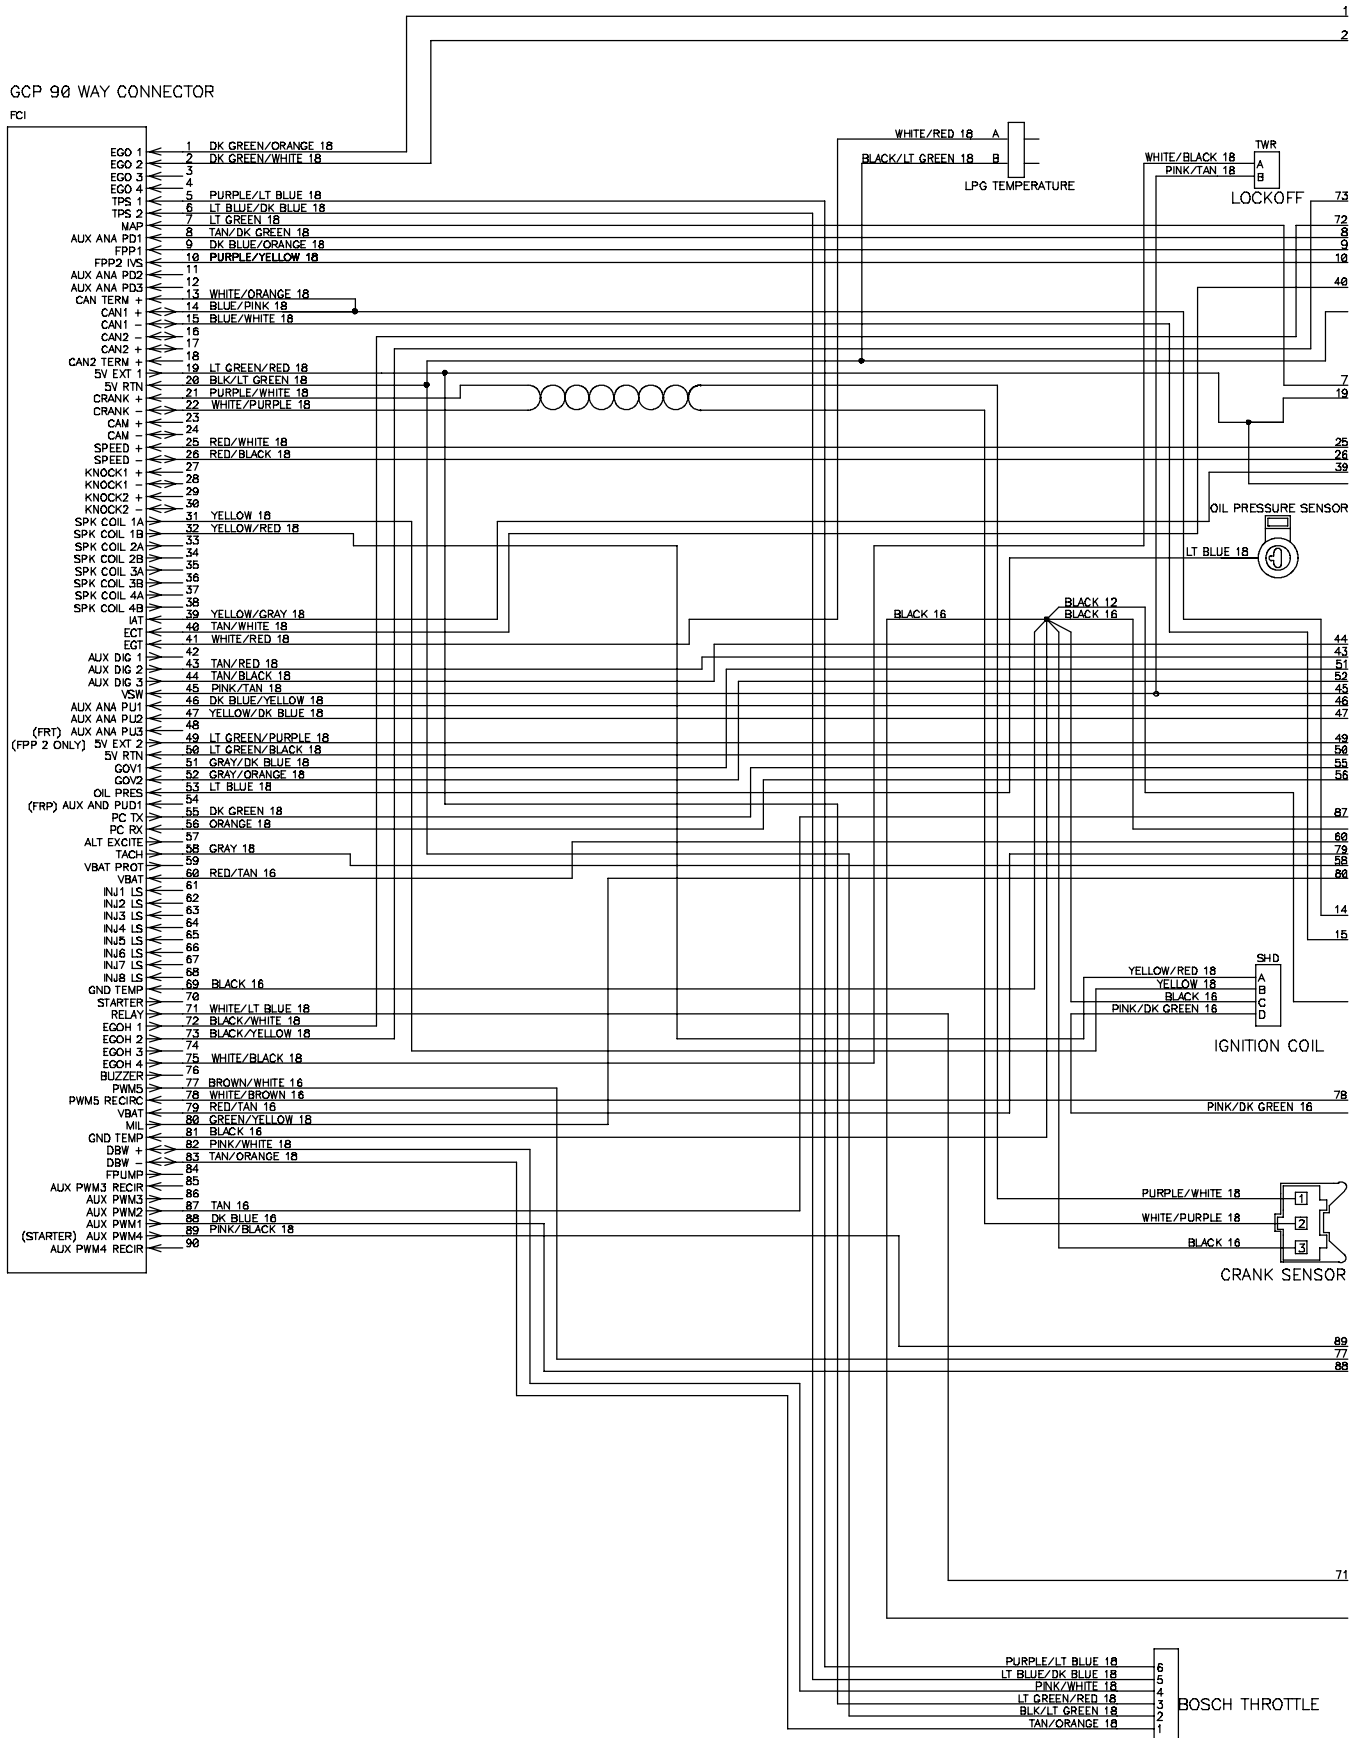 1
2
GCP 90 WAY CONNECTOR
FCI
EGO 1 1 DK GREEN/ORANGE 18
EGO 2 2 DK GREEN/WHITE 18
EGO 3 3
EGO 4 4
TPS 1 5 PURPLE/LT BLUE 18
TPS 2 6 LT BLUE/DK BLUE 18
MAP 7 LT GREEN 18
AUX ANA PD1 8 TAN/DK GREEN 18
FPP1 9 DK BLUE/ORANGE 18
FPP2 IVS 10 PURPLE/YELLOW 18
AUX ANA PD2 11
AUX ANA PD3 12
CAN TERM + 13 WHITE/ORANGE 18
CAN1 + 14 BLUE/PINK 18
CAN1 - 15 BLUE/WHITE 18
CAN2 - 16
CAN2 + 17
CAN2 TERM + 18
5V EXT 1 19 LT GREEN/RED 18
5V RTN 20 BLK/LT GREEN 18
CRANK + 21 PURPLE/WHITE 18
CRANK - 22 WHITE/PURPLE 18
CAM + 23
CAM - 24
SPEED + 25 RED/WHITE 18
SPEED - 26 RED/BLACK 18
KNOCK1 + 27
KNOCK1 - 28
KNOCK2 + 29
KNOCK2 - 30
SPK COIL 1A 31 YELLOW 18
SPK COIL 1B 32 YELLOW/RED 18
SPK COIL 2A 33
SPK COIL 2B 34
SPK COIL 3A 35
SPK COIL 3B 36
SPK COIL 4A 37
SPK COIL 4B 38
IAT 39 YELLOW/GRAY 18
ECT 40 TAN/WHITE 18
EGT 41 WHITE/RED 18
AUX DIG 1 42
AUX DIG 2 43 TAN/RED 18
AUX DIG 3 44 TAN/BLACK 18
VSW 45 PINK/TAN 18
AUX ANA PU1 46 DK BLUE/YELLOW 18
AUX ANA PU2 47 YELLOW/DK BLUE 18
(FRT) AUX ANA PU3 48
(FPP 2 ONLY) 5V EXT 2 49 LT GREEN/PURPLE 18
5V RTN 50 LT GREEN/BLACK 18
GOV1 51 GRAY/DK BLUE 18
GOV2 52 GRAY/ORANGE 18
OIL PRES 53 LT BLUE 18
(FRP) AUX AND PUD1 54
PC TX 55 DK GREEN 18
PC RX 56 ORANGE 18
ALT EXCITE 57
TACH 58 GRAY 18
VBAT PROT 59
VBAT 60 RED/TAN 16
INJ1 LS 61
INJ2 LS 62
INJ3 LS 63
INJ4 LS 64
INJ5 LS 65
INJ6 LS 66
INJ7 LS 67
INJ8 LS 68
GND TEMP 69 BLACK 16
STARTER 70
RELAY 71 WHITE/LT BLUE 18
EGOH 1 72 BLACK/WHITE 18
EGOH 2 73 BLACK/YELLOW 18
EGOH 3 74
EGOH 4 75 WHITE/BLACK 18
BUZZER 76
PWM5 77 BROWN/WHITE 16
PWM5 RECIRC 78 WHITE/BROWN 16
VBAT 79 RED/TAN 16
MIL 80 GREEN/YELLOW 18
GND TEMP 81 BLACK 16
DBW + 82 PINK/WHITE 18
DBW - 83 TAN/ORANGE 18
FPUMP 84
AUX PWM3 RECIR 85
AUX PWM3 86
AUX PWM2 87 TAN 16
AUX PWM1 88 DK BLUE 16
(STARTER) AUX PWM4 89 PINK/BLACK 18
AUX PWM4 RECIR 90
WHITE/RED 18 A
BLACK/LT GREEN 18 B
LPG TEMPERATURE
TWR
WHITE/BLACK 18 A
PINK/TAN 18 B
LOCKOFF
73
72
8
9
10
40
7
19
25
26
39
OIL PRESSURE SENSOR
LT BLUE 18
BLACK 16
BLACK 12
BLACK 16
44
43
51
52
45
46
47
49
50
55
56
87
60
79
58
80
14
15
SHD
YELLOW/RED 18 A
YELLOW 18 B
BLACK 16 C
PINK/DK GREEN 16 D
IGNITION COIL
78
PINK/DK GREEN 16
PURPLE/WHITE 18 1
WHITE/PURPLE 18 2
BLACK 16 3
CRANK SENSOR
89
77
88
71
PURPLE/LT BLUE 18 6
LT BLUE/DK BLUE 18 5
PINK/WHITE 18 4
LT GREEN/RED 18 3
BLK/LT GREEN 18 2
TAN/ORANGE 18 1
BOSCH THROTTLE